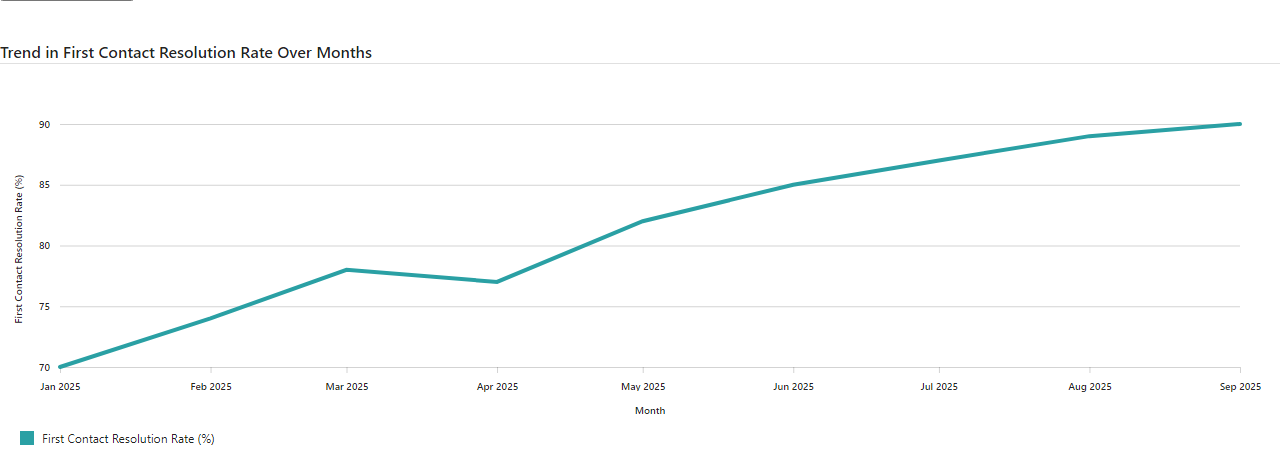 Trend in First Contact Resolution Rate Over Months
First Contact Resolution Rate (%)
90
85
80
75
70
Jan 2025 Feb 2025 Mar 2025 Apr 2025 May 2025 Jun 2025 Jul 2025 Aug 2025 Sep 2025
Month
First Contact Resolution Rate (%)